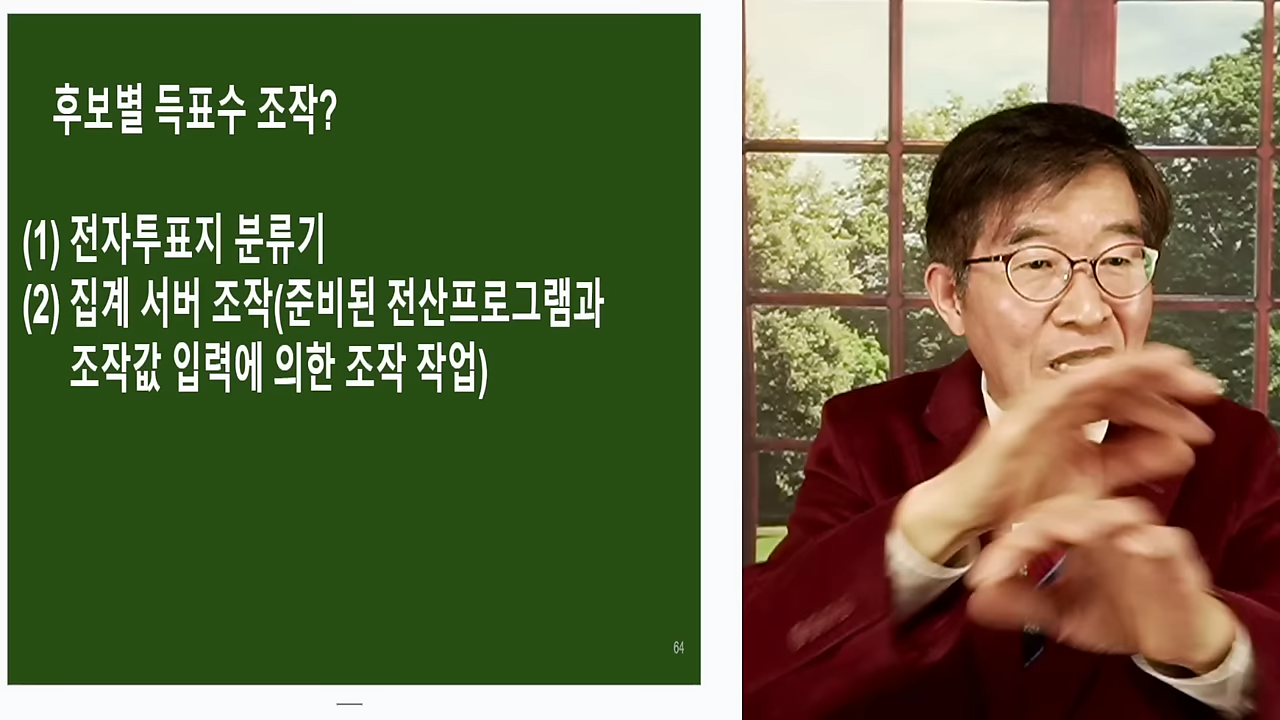 후보별 득표수 조작?
(1) 전자투표지 분류기
(2) 집계 서버 조작(준비된 전산프로그램과
조작값 입력에 의한 조작 작업)
64